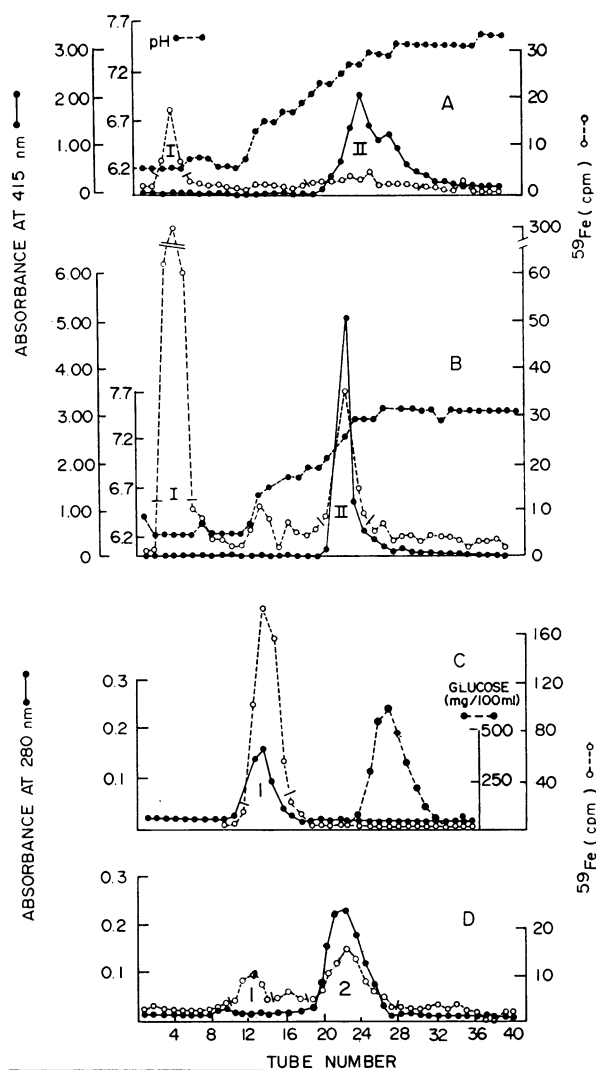 7.7
pH
3.00
7.2
30
2.00
A
20
6.7
1.00
I
II
10
6.2
0
0
ABSORBANCE AT 415 nm
59Fe (cpm)
300
6.00
60
5.00
50
B
4.00
40
7.7
3.00
30
7.2
2.00
20
6.7
I
1.00
II
10
6.2
0
0
C
160
0.3
GLUCOSE
(mg/100ml)
120
0.2
500
80
0.1
1
250
40
ABSORBANCE AT 280 nm
59Fe (cpm)
0.3
D
0.2
20
0.1
1
2
10
4 8 12 16 20 24 28 32 36 40
TUBE NUMBER